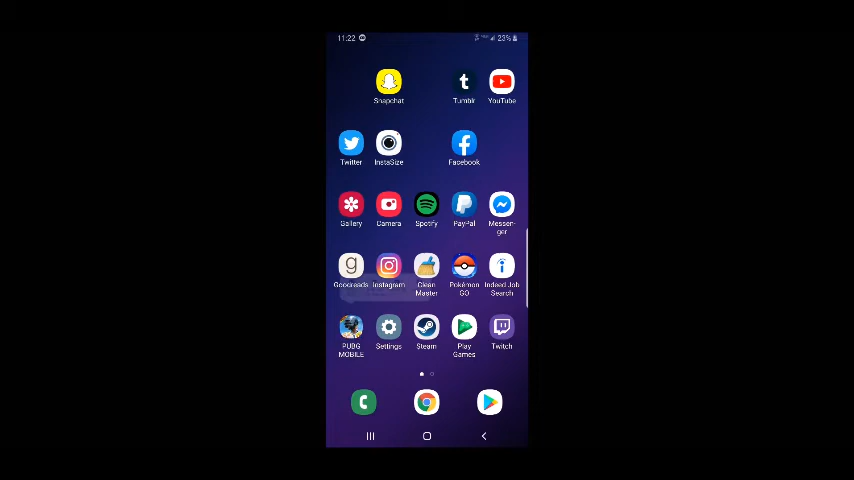 11:22 23%
Snapchat Tumblr YouTube
Twitter InstaSize Facebook
Gallery Camera Spotify PayPal Messen-
ger
Goodreads Instagram Clean Pokémon Indeed Job
Master GO Search
PUBG Settings Steam Play Twitch
MOBILE Games